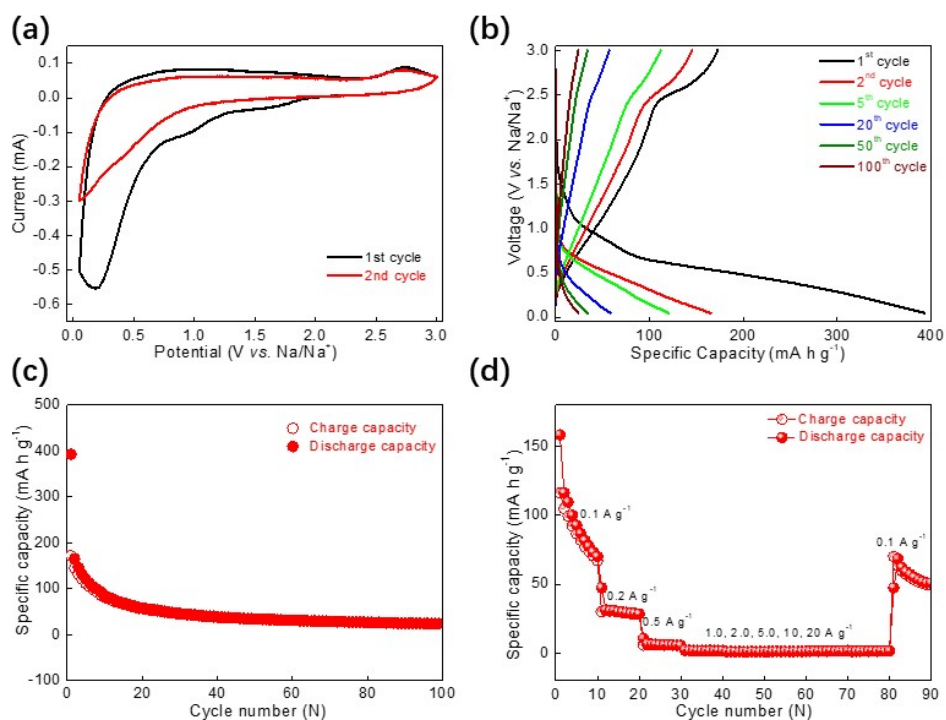 (a)
0.1
0.0
-0.1
-0.2
-0.3
-0.4
-0.5
-0.6
Current (mA)
1st cycle
2nd cycle
0.0 0.5 1.0 1.5 2.0 2.5 3.0
Potential (V vs. Na/Na⁺)
(b)
3.0
2.5
2.0
1.5
1.0
0.5
0.0
Voltage (V vs. Na/Na⁺)
1ˢᵗ cycle
2ⁿᵈ cycle
5ᵗʰ cycle
20ᵗʰ cycle
50ᵗʰ cycle
100ᵗʰ cycle
0 100 200 300 400
Specific Capacity (mA h g⁻¹)
(c)
500
400
300
200
100
0
-100
Specific capacity (mA h g⁻¹)
Charge capacity
Discharge capacity
0 20 40 60 80 100
Cycle number (N)
(d)
150
100
50
0
Specific capacity (mA h g⁻¹)
Charge capacity
Discharge capacity
0.1 A g⁻¹
0.1 A g⁻¹
0.2 A g⁻¹
0.5 A g⁻¹
1.0, 2.0, 5.0, 10, 20 A g⁻¹
0 10 20 30 40 50 60 70 80 90
Cycle number (N)